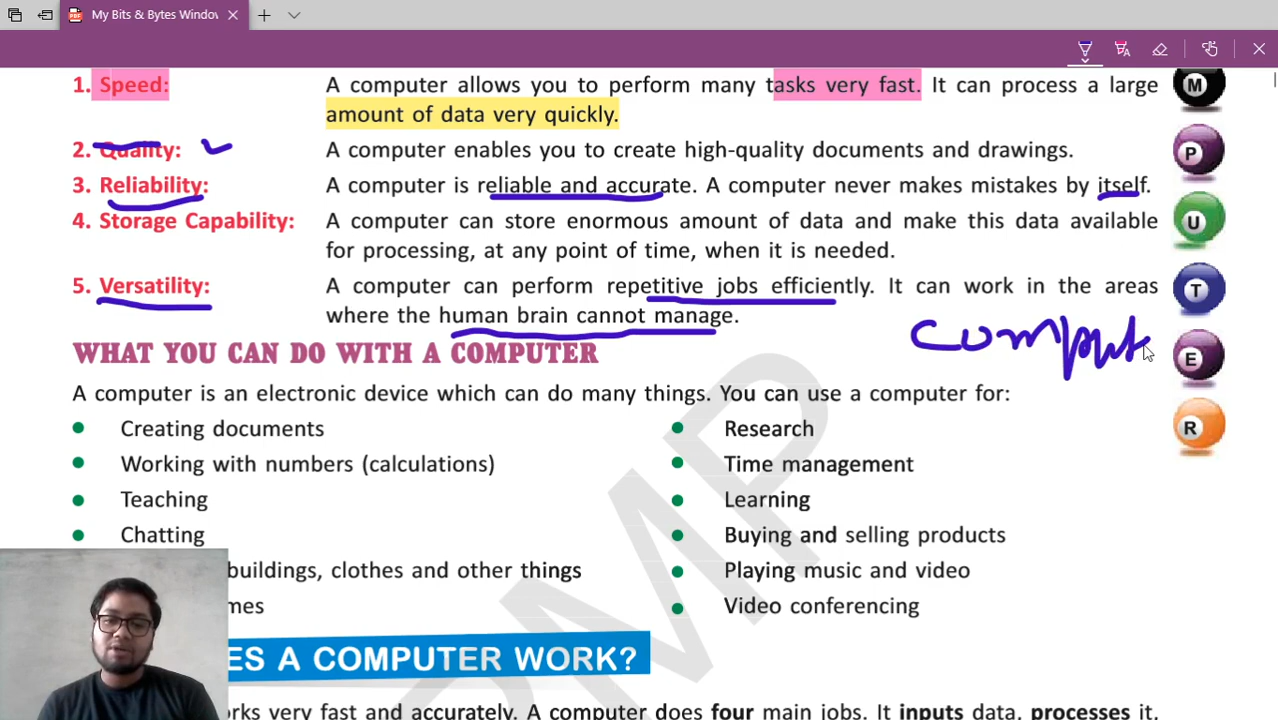 My Bits & Bytes Window
1. Speed: A computer allows you to perform many tasks very fast. It can process a large
amount of data very quickly.
2. Quality: A computer enables you to create high-quality documents and drawings.
3. Reliability: A computer is reliable and accurate. A computer never makes mistakes by itself.
4. Storage Capability: A computer can store enormous amount of data and make this data available
for processing, at any point of time, when it is needed.
5. Versatility: A computer can perform repetitive jobs efficiently. It can work in the areas
where the human brain cannot manage.
comput
WHAT YOU CAN DO WITH A COMPUTER
A computer is an electronic device which can do many things. You can use a computer for:
Creating documents
Working with numbers (calculations)
Teaching
Chatting
buildings, clothes and other things
mes
Research
Time management
Learning
Buying and selling products
Playing music and video
Video conferencing
M
P
U
T
E
R
MP
ES A COMPUTER WORK?
rks very fast and accurately. A computer does four main jobs. It inputs data, processes it,